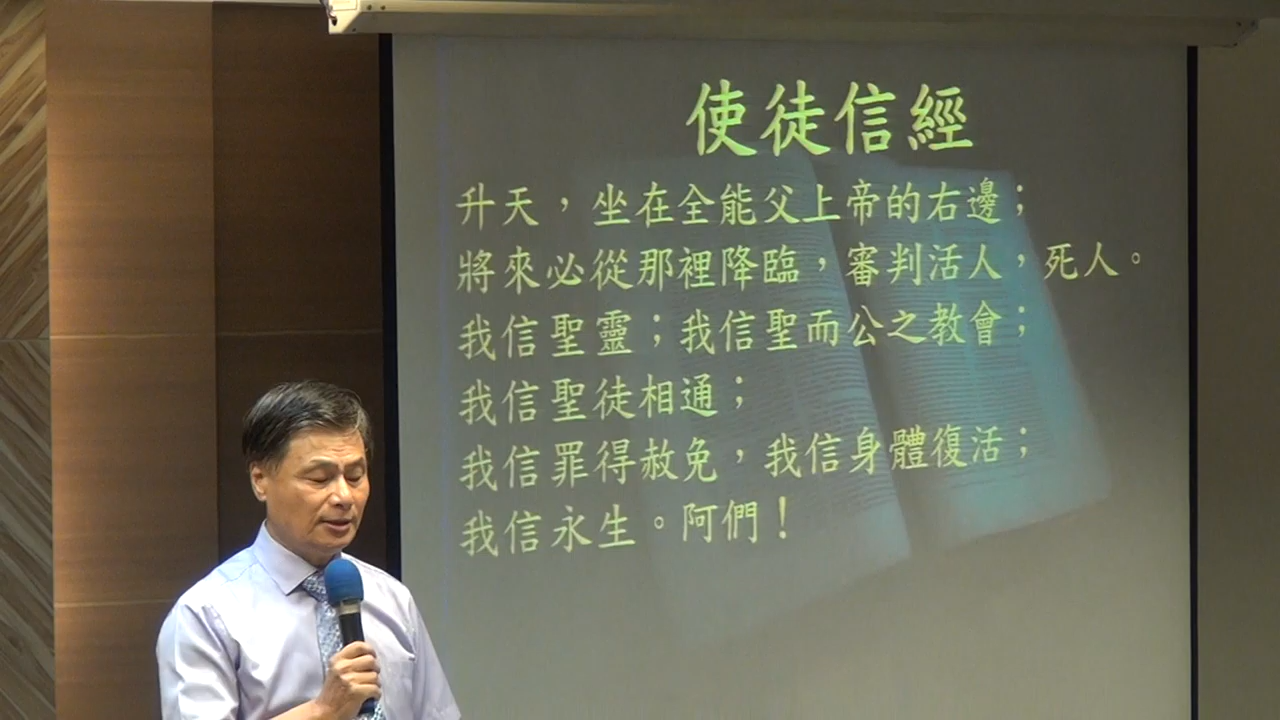 使徒信經
升天，坐在全能父上帝的右邊；
將來必從那裡降臨，審判活人，死人。
我信聖靈；我信聖而公之教會；
我信聖徒相通；
我信罪得赦免，我信身體復活；
我信永生。阿們！